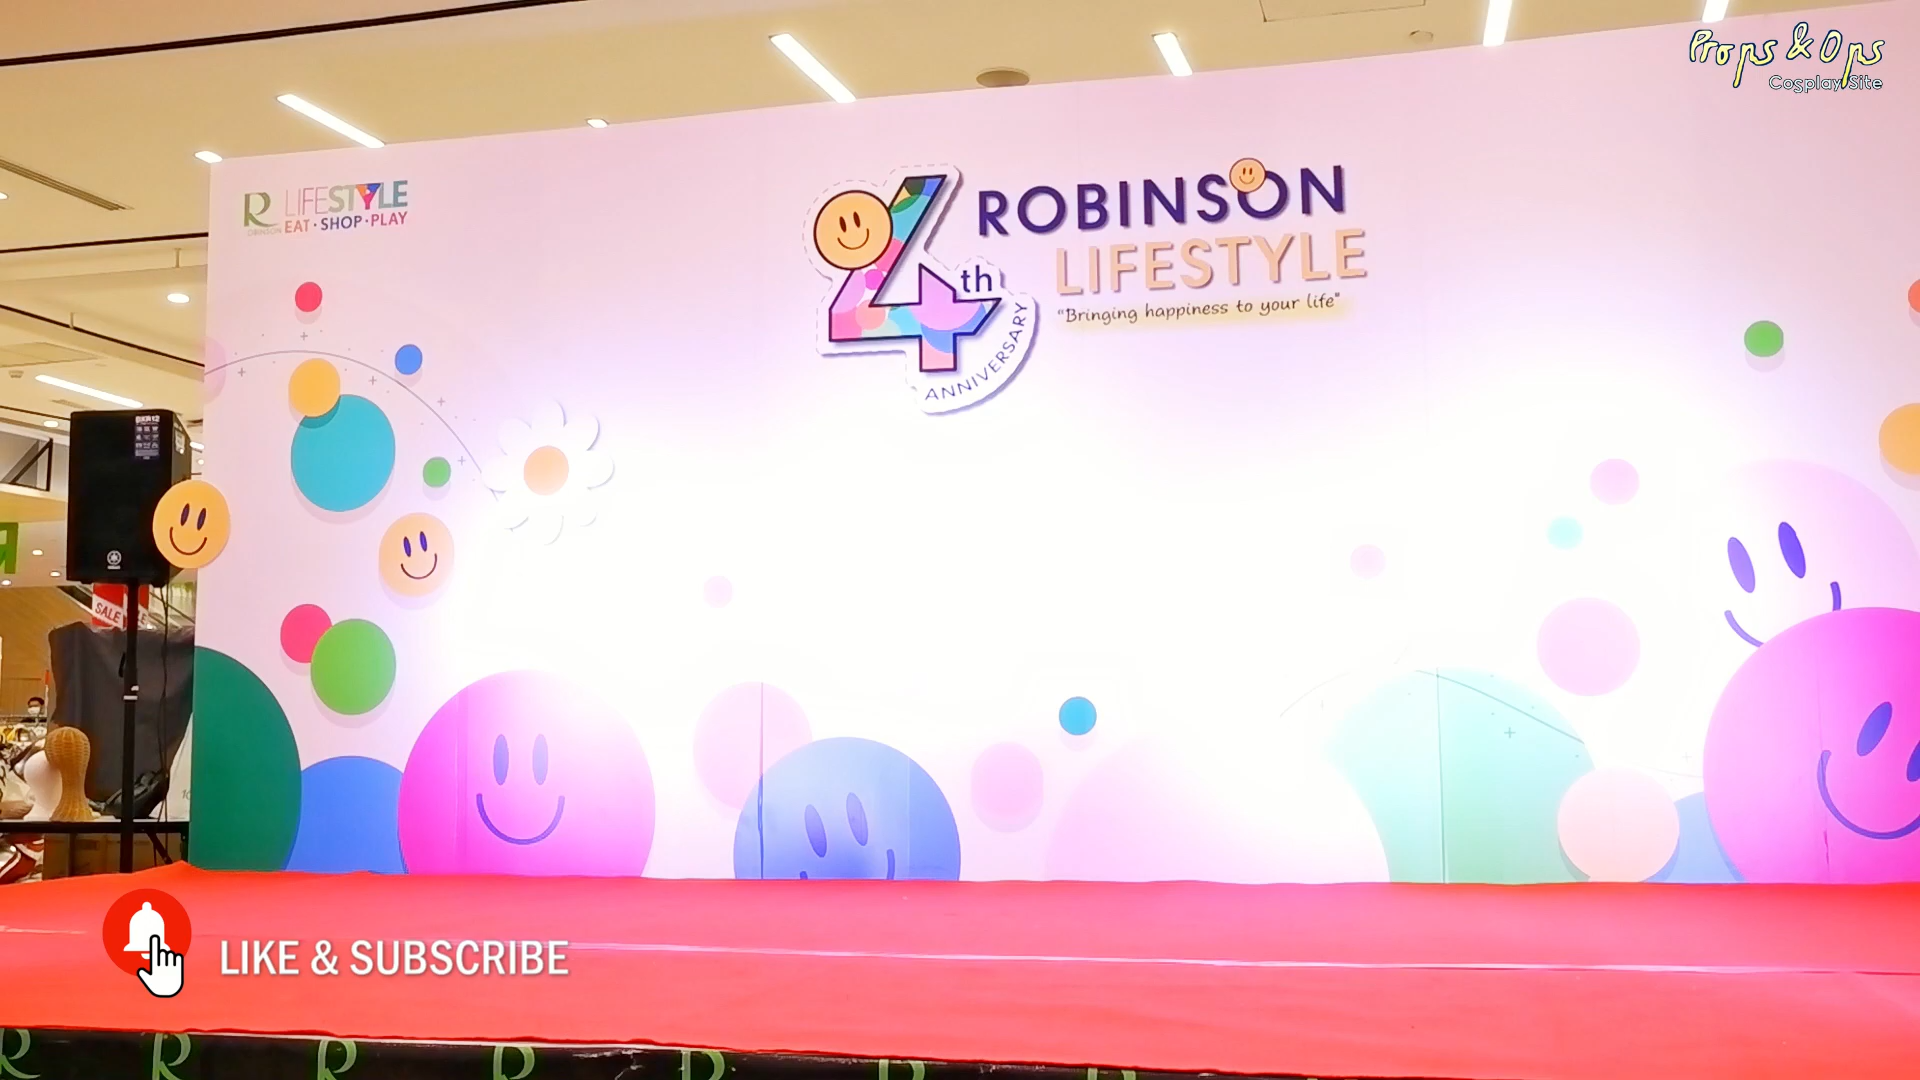 Props & Ops
Cosplay Site
R LIFESTYLE
ROBINSON EAT · SHOP · PLAY
4th
ANNIVERSARY
ROBINSON
LIFESTYLE
"Bringing happiness to your life"
SALE
LIKE & SUBSCRIBE
R R R R R